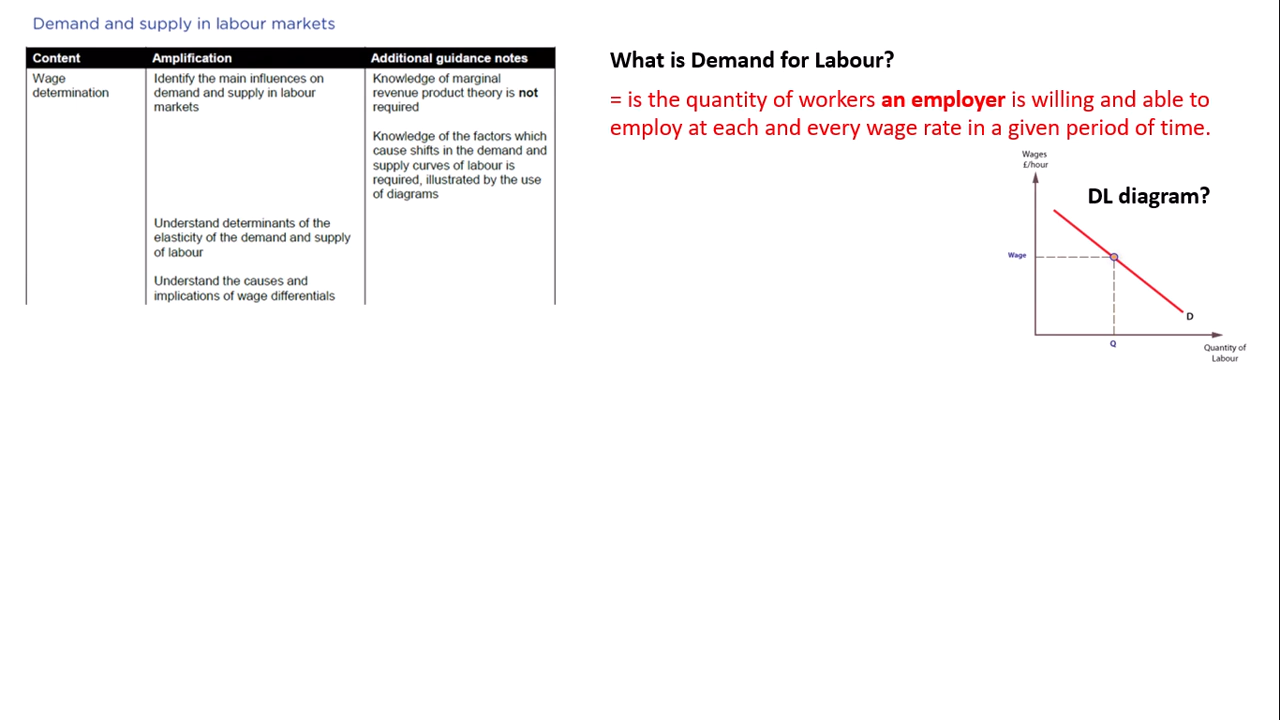 Demand and supply in labour markets
Content
Amplification
Additional guidance notes
Wage
determination
Identify the main influences on
demand and supply in labour
markets
Knowledge of marginal
revenue product theory is not
required
Knowledge of the factors which
cause shifts in the demand and
supply curves of labour is
required, illustrated by the use
of diagrams
Understand determinants of the
elasticity of the demand and supply
of labour
Understand the causes and
implications of wage differentials
What is Demand for Labour?
= is the quantity of workers an employer is willing and able to
employ at each and every wage rate in a given period of time.
Wages
£/hour
DL diagram?
Wage
D
Q
Quantity of
Labour